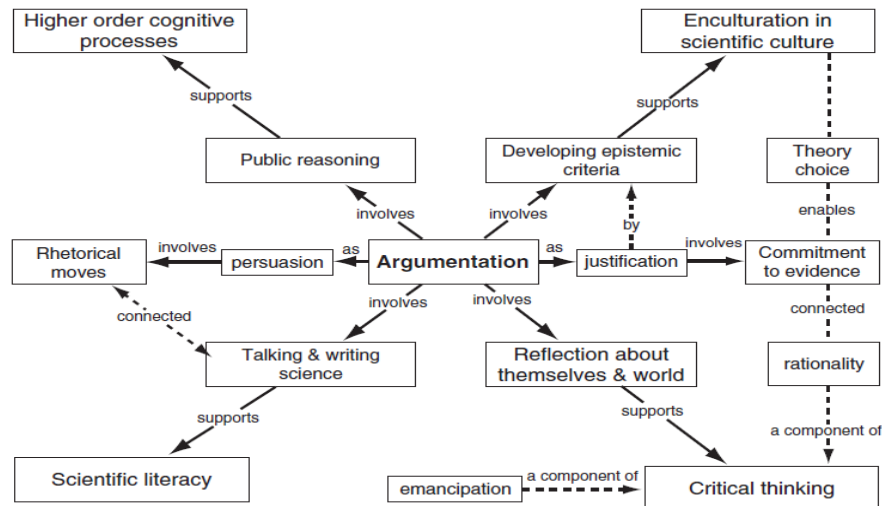 Higher order cognitive
processes
Enculturation in
scientific culture
supports
supports
Public reasoning
Developing epistemic
criteria
Theory
choice
involves
involves
by
enables
Rhetorical
moves
involves
persuasion
as
Argumentation
as
justification
involves
Commitment
to evidence
involves
involves
connected
connected
Talking & writing
science
Reflection about
themselves & world
rationality
supports
supports
a component of
Scientific literacy
emancipation
a component of
Critical thinking